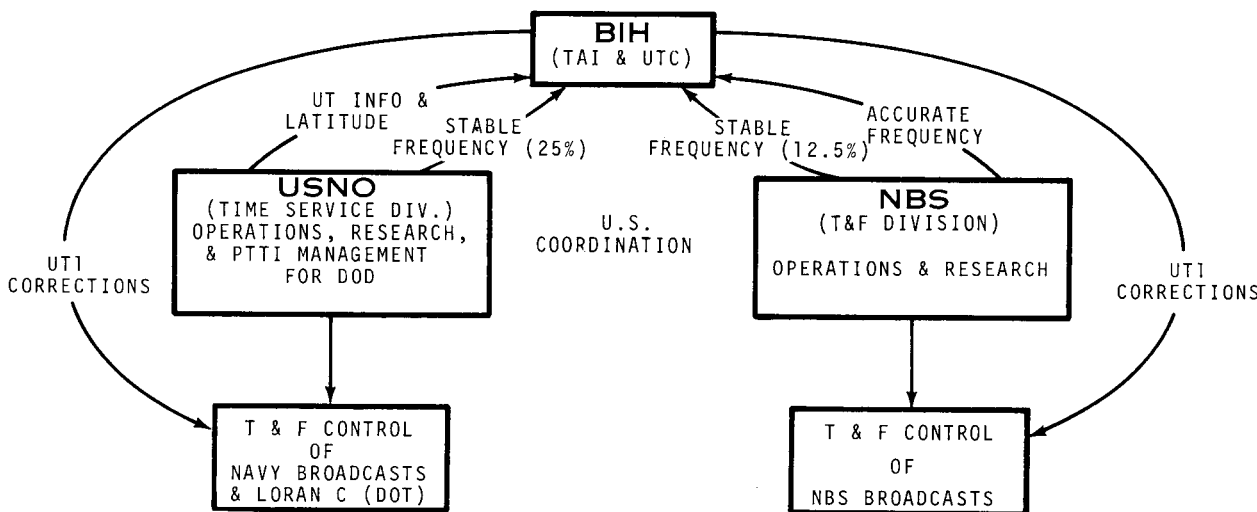 BIH
(TAI & UTC)
UT INFO &
LATITUDE
STABLE
FREQUENCY (25%)
STABLE
FREQUENCY (12.5%)
ACCURATE
FREQUENCY
USNO
(TIME SERVICE DIV.)
OPERATIONS, RESEARCH,
& PTTI MANAGEMENT
FOR DOD
U.S.
COORDINATION
NBS
(T&F DIVISION)
OPERATIONS & RESEARCH
UT1
CORRECTIONS
UT1
CORRECTIONS
T & F CONTROL
OF
NAVY BROADCASTS
& LORAN C (DOT)
T & F CONTROL
OF
NBS BROADCASTS